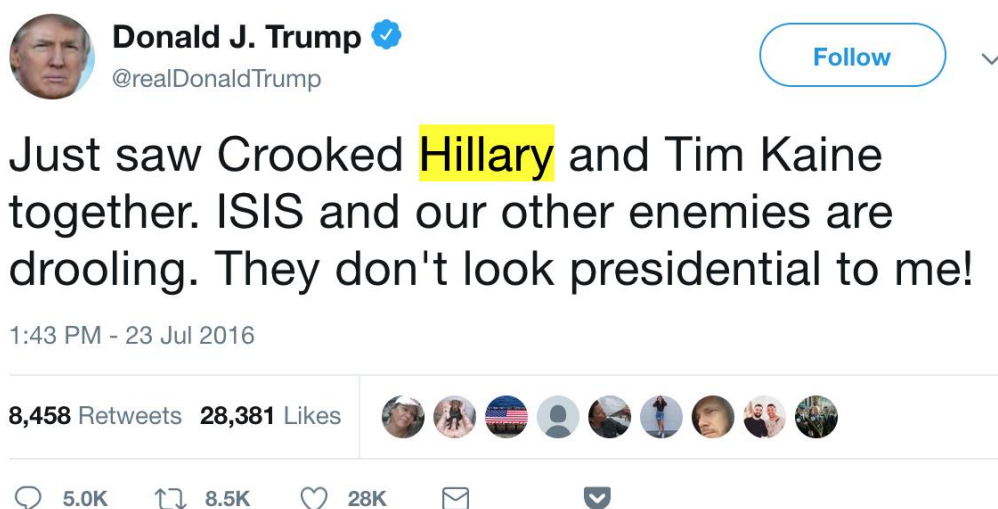 Donald J. Trump
@realDonaldTrump
Follow
Just saw Crooked Hillary and Tim Kaine
together. ISIS and our other enemies are
drooling. They don't look presidential to me!
1:43 PM - 23 Jul 2016
8,458 Retweets 28,381 Likes
5.0K 8.5K 28K